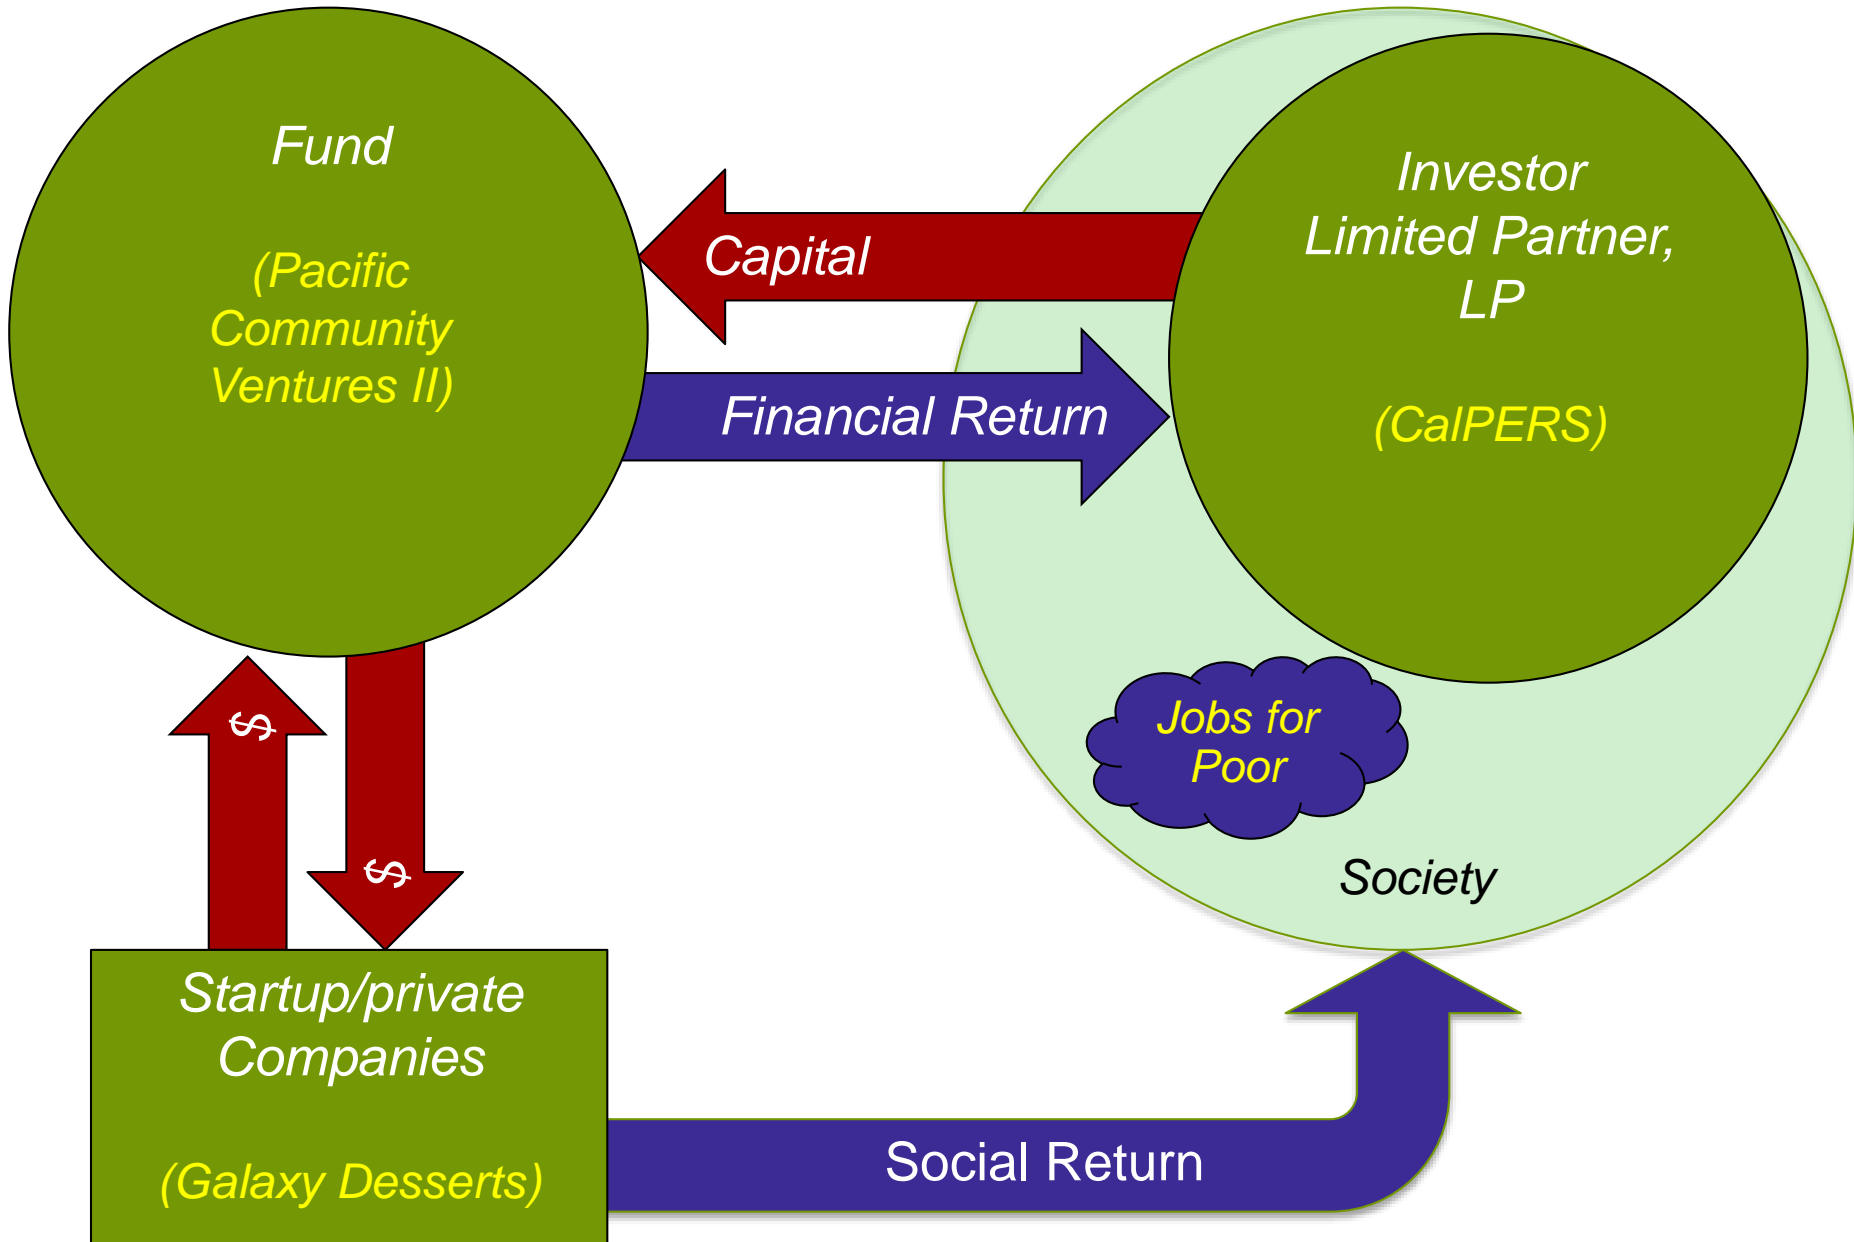 Fund
(Pacific
Community
Ventures II)
Capital
Financial Return
Investor
Limited Partner,
LP
(CalPERS)
Jobs for
Poor
Society
$
$
Startup/private
Companies
(Galaxy Desserts)
Social Return